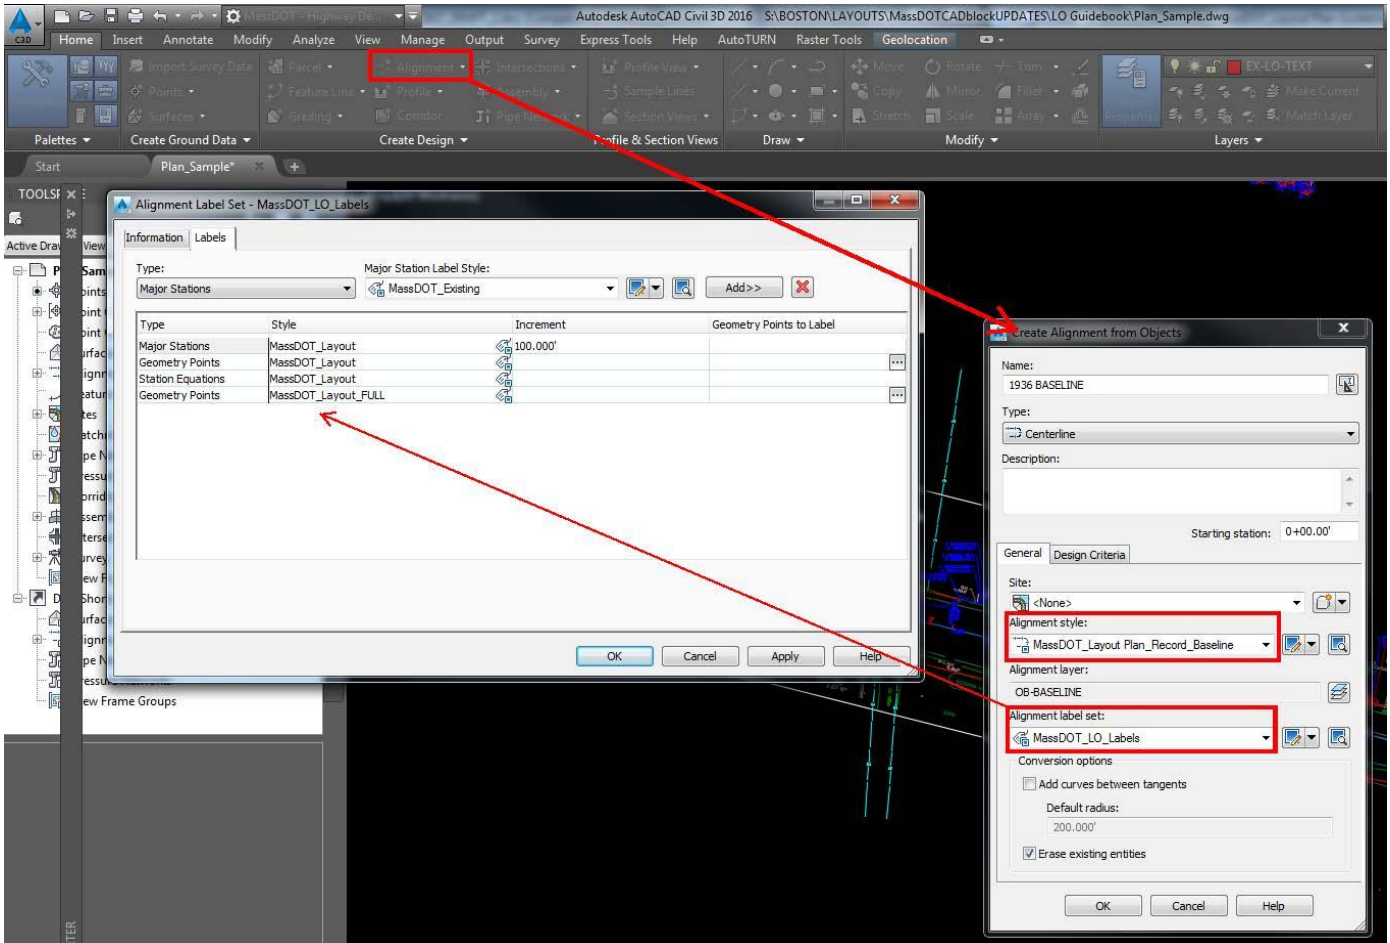 Autodesk AutoCAD Civil 3D 2016 S:\BOSTON\LAYOUTS\MassDOTCADblockUPDATES\LO Guidebook\Plan_Sample.dwg
C3D Home Insert Annotate Modify Analyze View Manage Output Survey Express Tools Help AutoTURN Raster Tools Geolocation
Import Survey Data Parcel Alignment Intersections Profile View Move Rotate Trim EX-LO-TEXT
Points Feature Line Profile Assembly Sample Lines Copy Mirror Fillet Make Current
Surfaces Grading Corridor Pipe Network Section Views Stretch Scale Array Match Layer
Palettes Create Ground Data Create Design Profile & Section Views Draw Modify Layers
Start Plan_Sample* +
Alignment Label Set - MassDOT_LO_Labels
Information Labels
Type: Major Station Label Style:
Major Stations MassDOT_Existing Add>>
Type Style Increment Geometry Points to Label
Major Stations MassDOT_Layout 100.000'
Geometry Points MassDOT_Layout ...
Station Equations MassDOT_Layout
Geometry Points MassDOT_Layout_FULL ...
OK Cancel Apply Help
ew Frame Groups
Create Alignment from Objects X
Name:
1936 BASELINE
Type:
Centerline
Description:
Starting station: 0+00.00'
General Design Criteria
Site:
<None>
Alignment style:
MassDOT_Layout Plan_Record_Baseline
Alignment layer:
OB-BASELINE
Alignment label set:
MassDOT_LO_Labels
Conversion options
Add curves between tangents
Default radius:
200.000'
Erase existing entities
OK Cancel Help